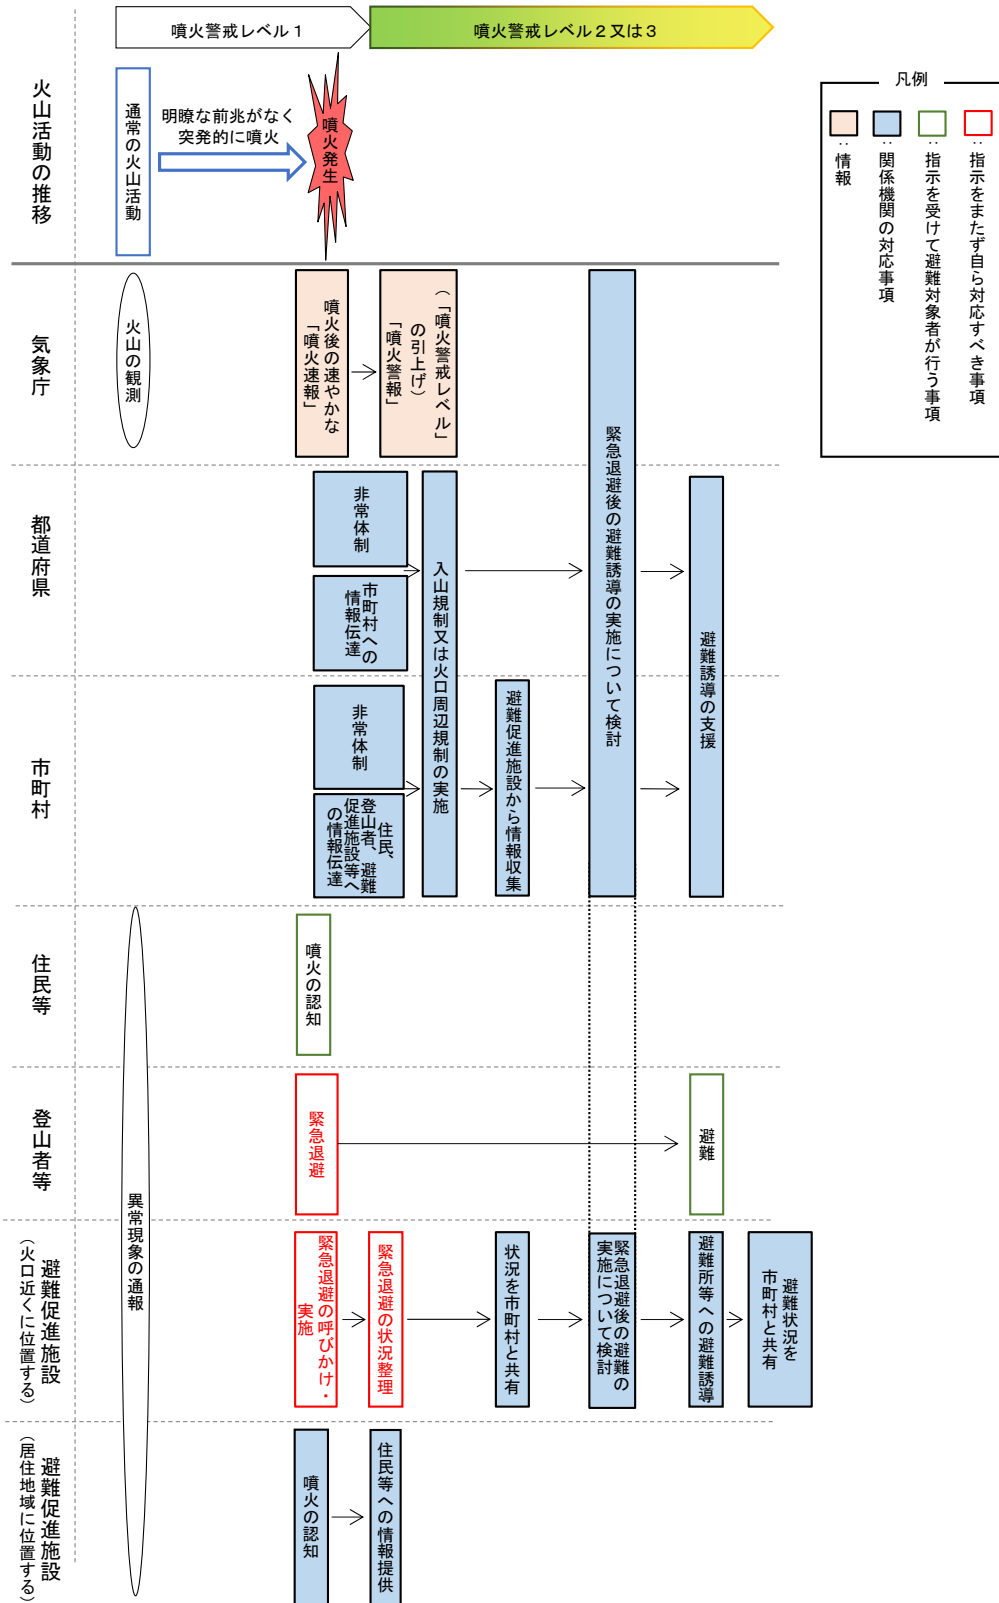 噴火警戒レベル１
噴火警戒レベル２又は３
火山活動の推移
通常の火山活動
明瞭な前兆がなく
突発的に噴火
噴火発生
凡例
：情報
：関係機関の対応事項
：指示を受けて避難対象者が行う事項
：指示をまたず自ら対応すべき事項
気象庁
火山の観測
噴火後の速やかな
「噴火速報」
（「噴火警戒レベル」
の引上げ）
「噴火警報」
緊急退避後の避難誘導の実施について検討
都道府県
非常体制
市町村への
情報伝達
入山規制又は火口周辺規制の実施
避難誘導の支援
市町村
非常体制
住民、
登山者、避難
促進施設等へ
の情報伝達
避難促進施設から情報収集
住民等
異常現象の通報
噴火の認知
登山者等
緊急退避
避難
避難促進施設
（火口近くに位置する）
緊急退避の呼びかけ・
実施
緊急退避の状況整理
状況を市町村と共有
緊急退避後の避難の
実施について検討
避難所等への避難誘導
避難状況を
市町村と共有
避難促進施設
（居住地域に位置する）
噴火の認知
住民等への情報提供